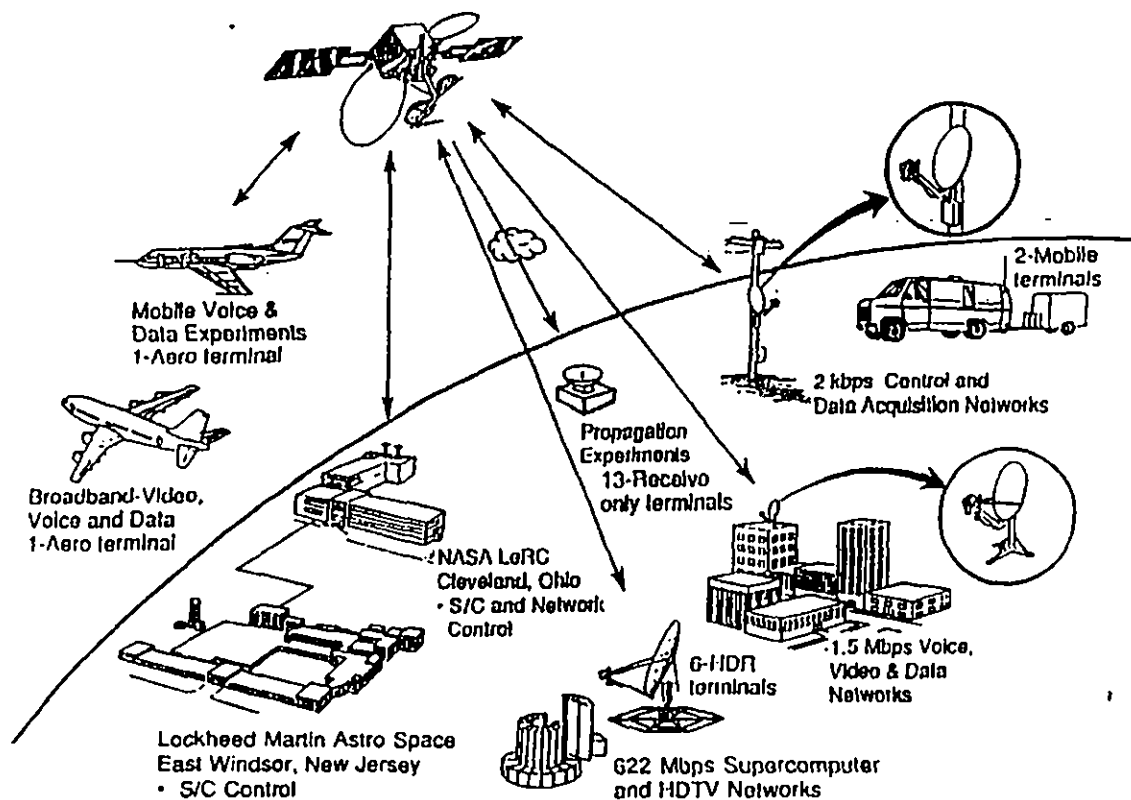 Mobile Voice &
Data Experiments
1-Aero terminal
Broadband-Video,
Voice and Data
1-Aero terminal
NASA LeRC
Cleveland, Ohio
• S/C and Network
Control
Lockheed Martin Astro Space
East Windsor, New Jersey
• S/C Control
Propagation
Experiments
13-Receive
only terminals
2-Mobile
terminals
2 kbps Control and
Data Acquisition Networks
1.5 Mbps Voice,
Video & Data
Networks
6-HDR
terminals
622 Mbps Supercomputer
and HDTV Networks